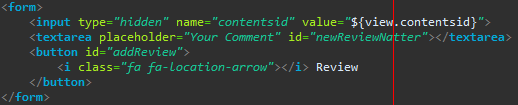 <form>
<input type="hidden" name="contentsid" value="${view.contentsid}">
<textarea placeholder="Your Comment" id="newReviewNatter"></textarea>
<button id="addReview">
<i class="fa fa-location-arrow"></i> Review
</button>
</form>